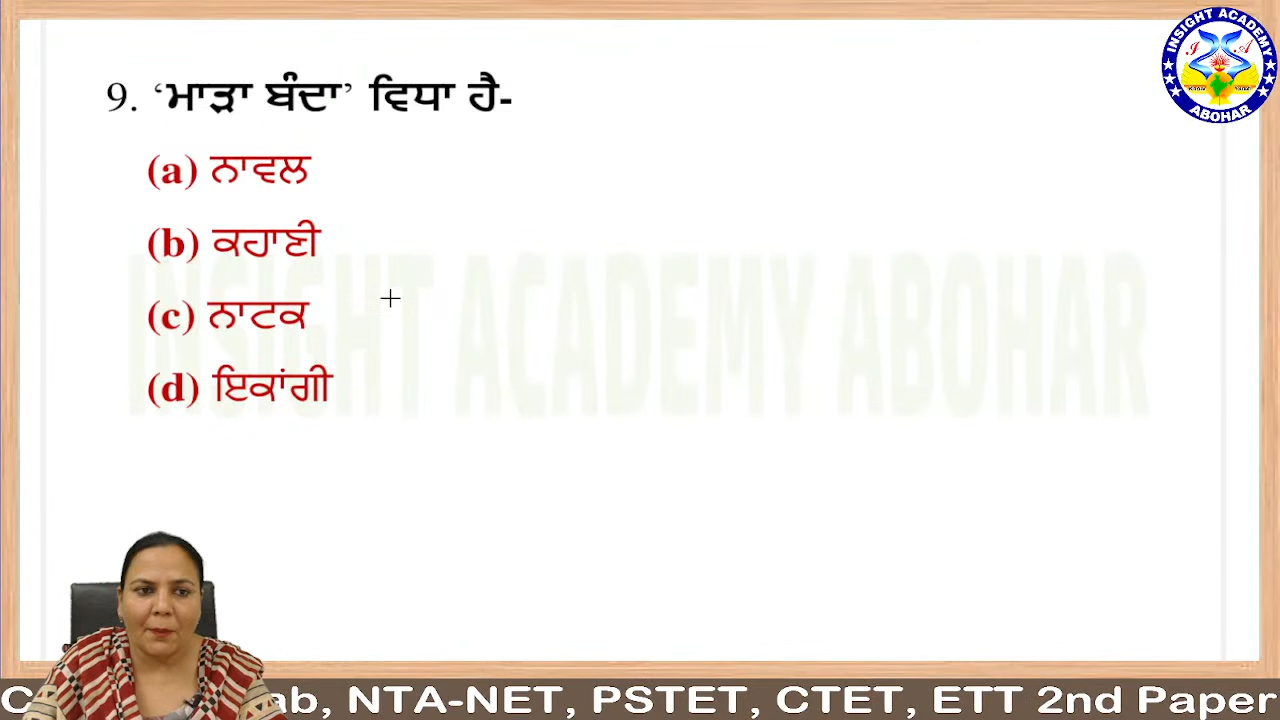 INSIGHT ACADEMY
ABOHAR
9. ‘ਮਾੜਾ ਬੰਦਾ’ ਵਿਧਾ ਹੈ-
(a) ਨਾਵਲ
(b) ਕਹਾਣੀ
(c) ਨਾਟਕ
(d) ਇਕਾਂਗੀ
INSIGHT ACADEMY ABOHAR
ab, NTA-NET, PSTET, CTET, ETT 2nd Paper